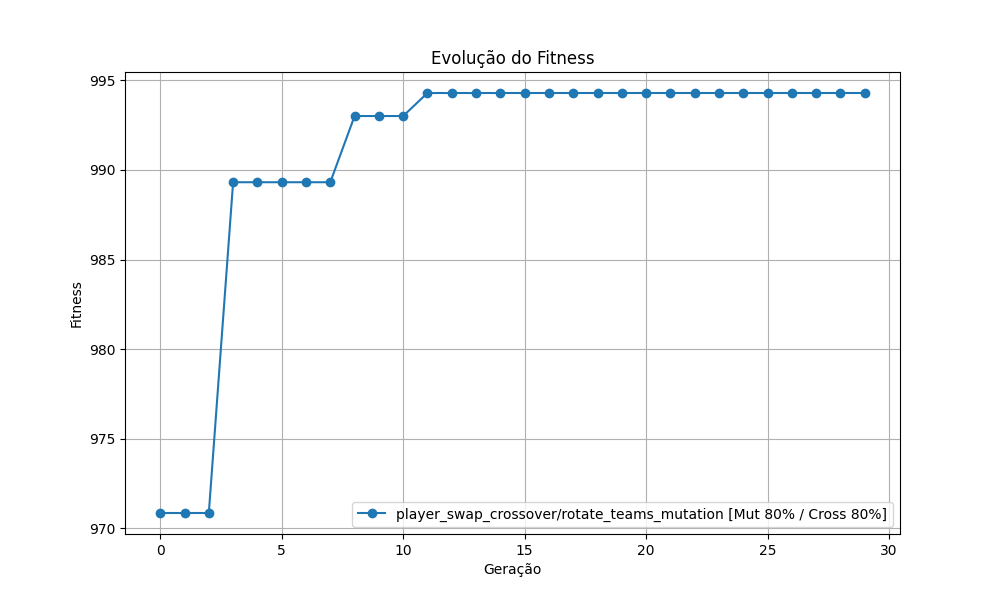 Evolução do Fitness
Fitness
995
990
985
980
975
970
player_swap_crossover/rotate_teams_mutation [Mut 80% / Cross 80%]
0 5 10 15 20 25 30
Geração